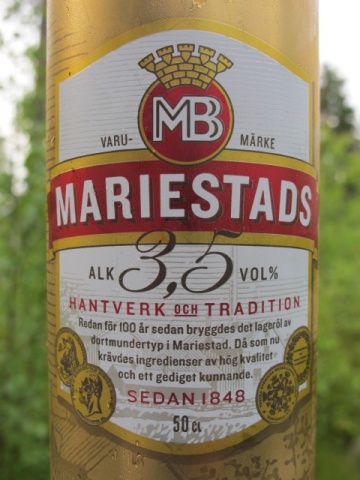 MB
VARU- MÄRKE
MARIESTADS
ALK 3,5 VOL%
HANTVERK OCH TRADITION
Redan för 100 år sedan bryggdes det lageröl av
dortmundertyp i Mariestad. Då som nu
krävdes ingredienser av hög kvalitet
och ett gediget kunnande.
SEDAN 1848
50 CL